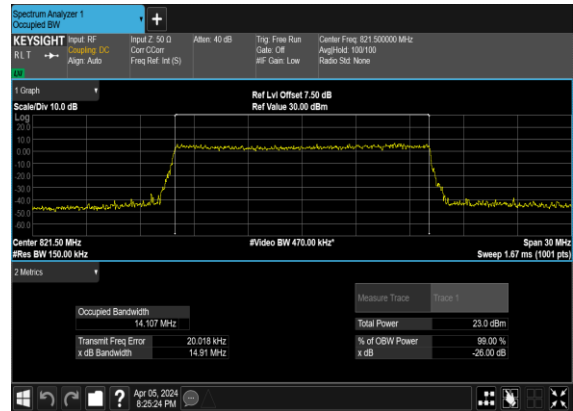 Spectrum Analyzer 1
Occupied BW
+
KEYSIGHT Input: RF Input Z: 50 Ω Atten: 40 dB Trig: Free Run Center Freq: 821.500000 MHz
RLT Coupling: DC Corr CCorr Gate: Off Avg|Hold: 100/100
Align: Auto Freq Ref: Int (S) #IF Gain: Low Radio Std: None
1 Graph
Ref Lvl Offset 7.50 dB
Scale/Div 10.0 dB Ref Value 30.00 dBm
Log
20.0
10.0
0.00
-10.0
-20.0
-30.0
-40.0
-50.0
-60.0
Center 821.50 MHz #Video BW 470.00 kHz* Span 30 MHz
#Res BW 150.00 kHz Sweep 1.67 ms (1001 pts)
2 Metrics
Measure Trace Trace 1
Occupied Bandwidth
14.107 MHz Total Power 23.0 dBm
Transmit Freq Error 20.018 kHz % of OBW Power 99.00 %
x dB Bandwidth 14.91 MHz x dB -26.00 dB
? Apr 05, 2024
8:25:24 PM